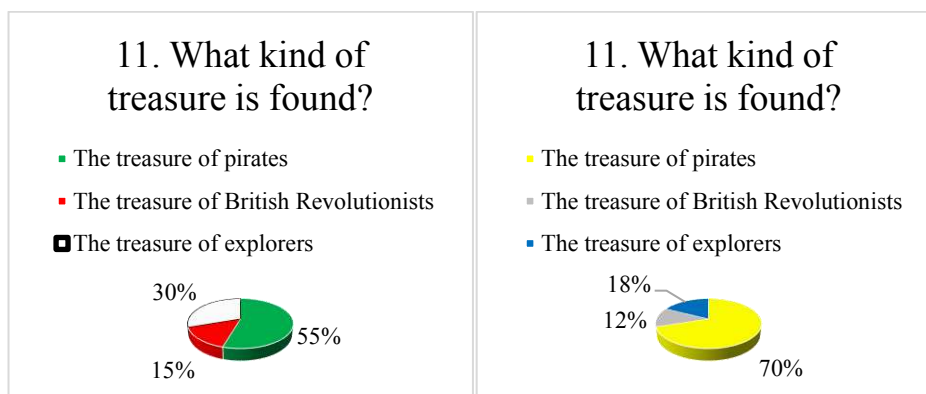 11. What kind of
treasure is found?
The treasure of pirates
The treasure of British Revolutionists
The treasure of explorers
30%
55%
15%
11. What kind of
treasure is found?
The treasure of pirates
The treasure of British Revolutionists
The treasure of explorers
18%
12%
70%